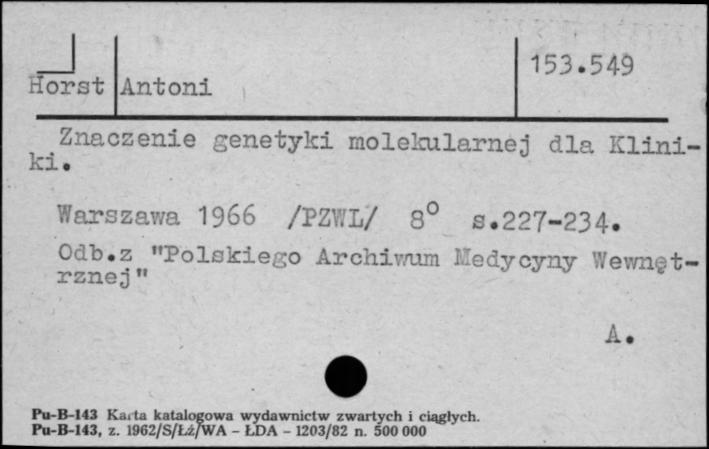 Horst Antoni 153.549
Znaczenie genetyki molekularnej dla Klini-
ki.
Warszawa 1966 /PZWL/ 8° s.227-234.
Odb.z "Polskiego Archiwum Medycyny Wewnęt-
rznej"
A.
Pu-B-143 Karta katalogowa wydawnictw zwartych i ciągłych.
Pu-B-143, z. 1962/S/Łź/WA - ŁDA - 1203/82 n. 500 000